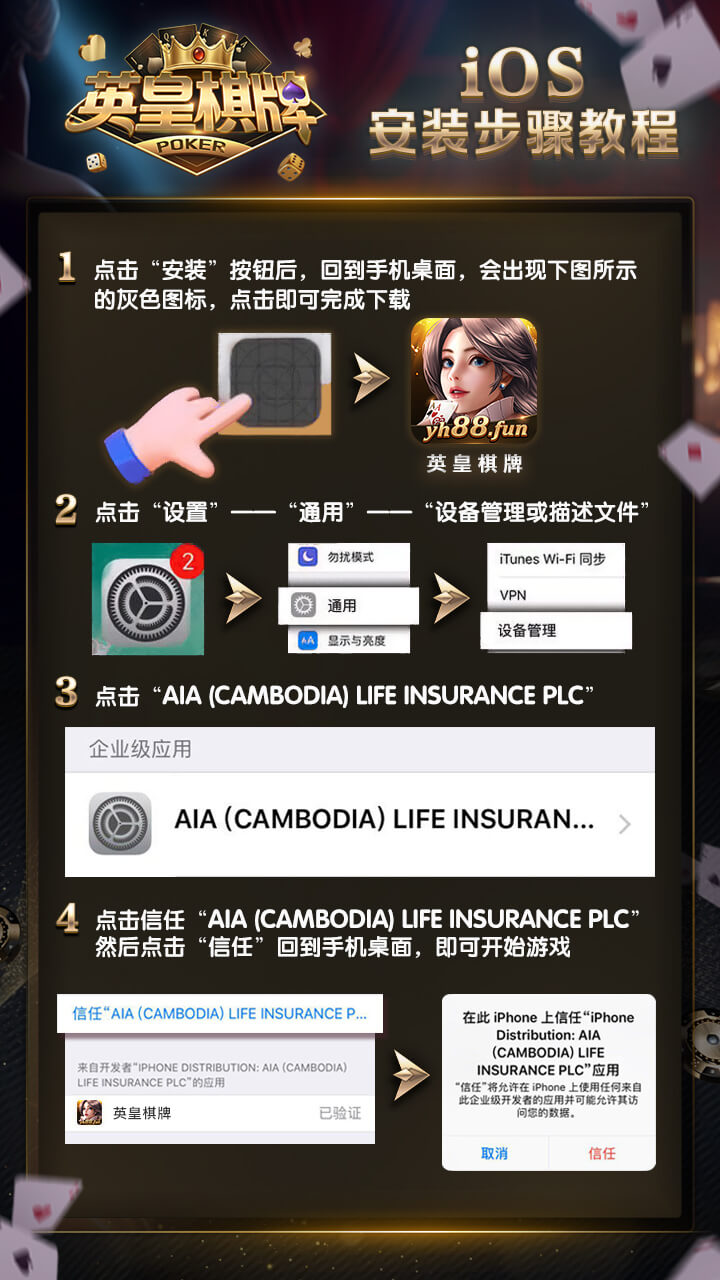 英皇棋牌
POKER
iOS
安装步骤教程
1 点击“安装”按钮后，回到手机桌面，会出现下图所示
的灰色图标，点击即可完成下载
yh88.fun
英皇棋牌
2 点击“设置”——“通用”——“设备管理或描述文件”
2
勿扰模式
通用
AA 显示与亮度
iTunes Wi-Fi 同步
VPN
设备管理
3 点击“AIA (CAMBODIA) LIFE INSURANCE PLC”
企业级应用
AIA (CAMBODIA) LIFE INSURAN...
4 点击信任“AIA (CAMBODIA) LIFE INSURANCE PLC”
然后点击“信任”回到手机桌面，即可开始游戏
信任“AIA (CAMBODIA) LIFE INSURANCE P...
来自开发者“IPHONE DISTRIBUTION: AIA (CAMBODIA)
LIFE INSURANCE PLC”的应用
英皇棋牌 已验证
在此 iPhone 上信任“iPhone
Distribution: AIA
(CAMBODIA) LIFE
INSURANCE PLC”应用
“信任”将允许在 iPhone 上使用任何来自
此企业级开发者的应用并可能允许其访
问您的数据。
取消 信任